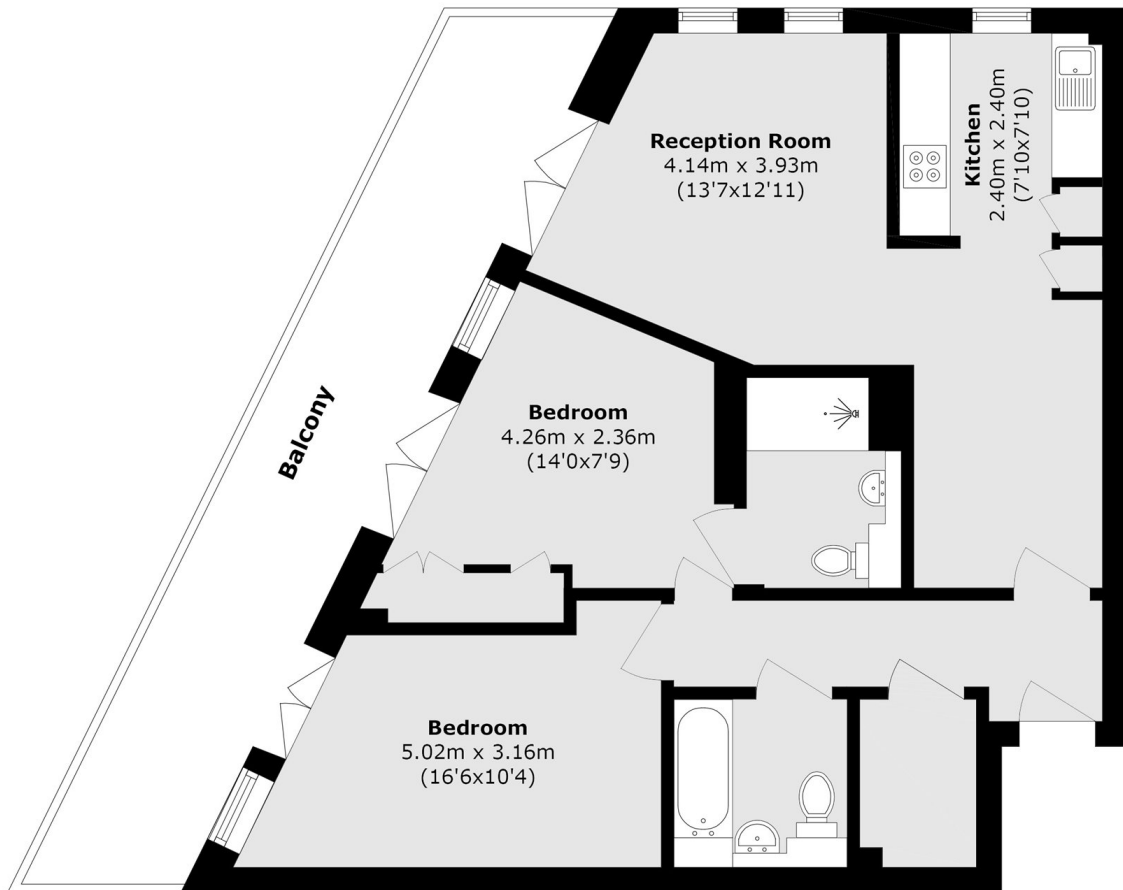 Reception Room
4.14m x 3.93m
(13'7x12'11)
Kitchen
2.40m x 2.40m
(7'10x7'10)
Balcony
Bedroom
4.26m x 2.36m
(14'0x7'9)
Bedroom
5.02m x 3.16m
(16'6x10'4)